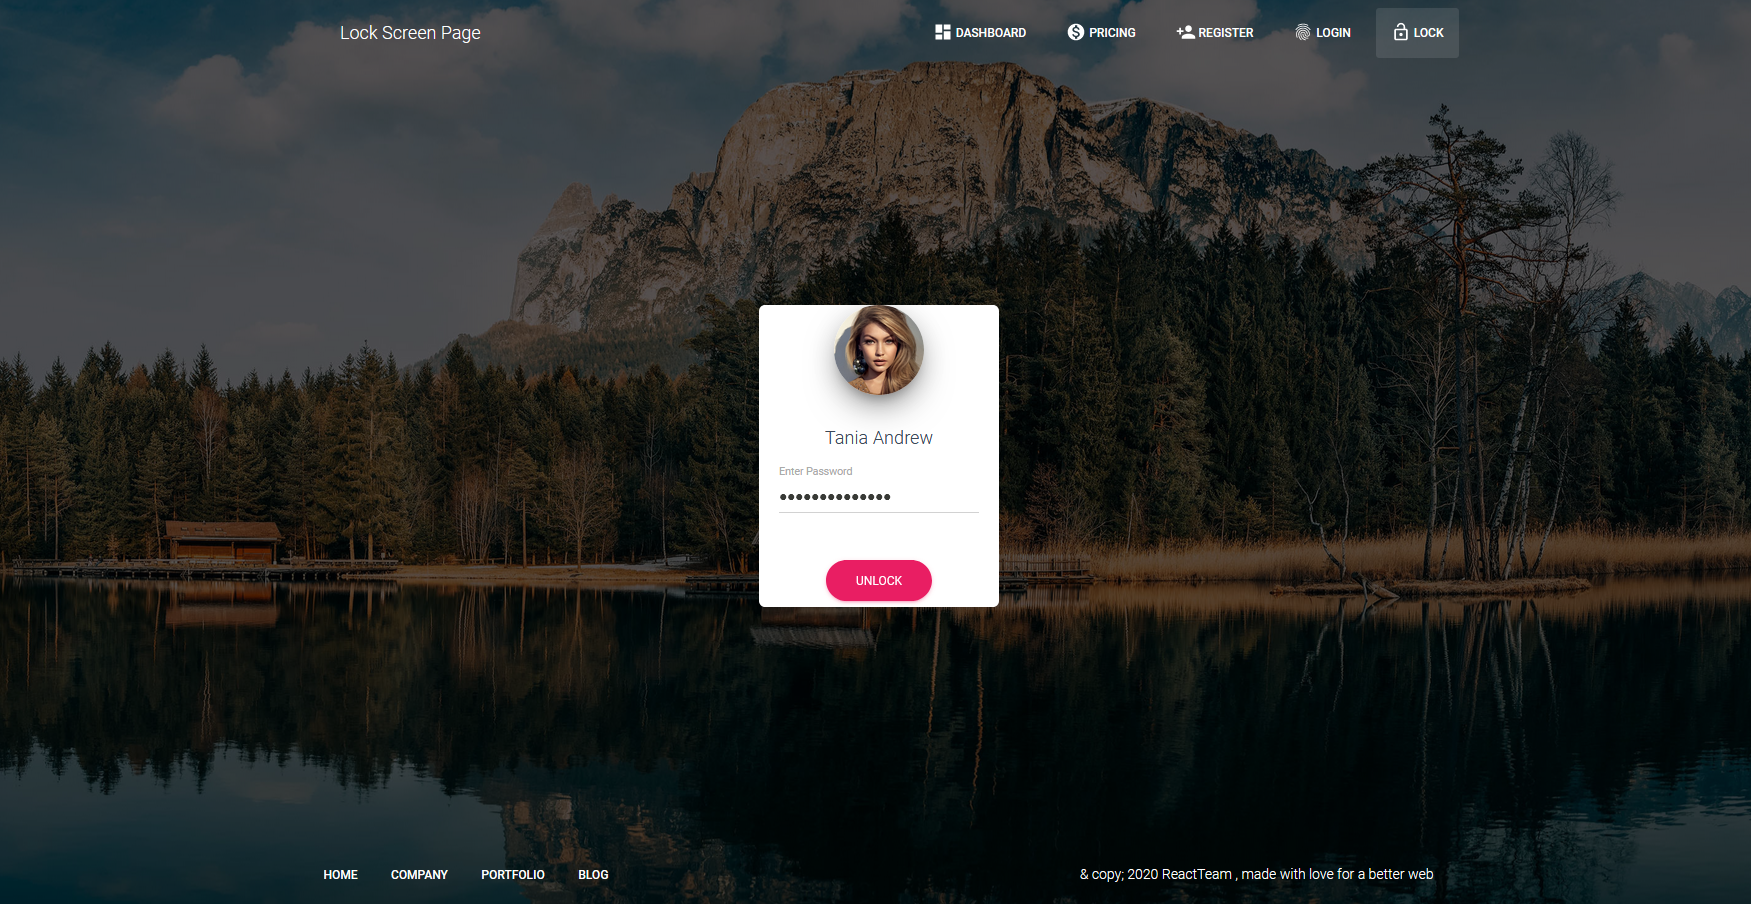 Lock Screen Page
DASHBOARD
PRICING
REGISTER
LOGIN
LOCK
Tania Andrew
Enter Password
••••••••••••••
UNLOCK
HOME
COMPANY
PORTFOLIO
BLOG
& copy; 2020 ReactTeam , made with love for a better web